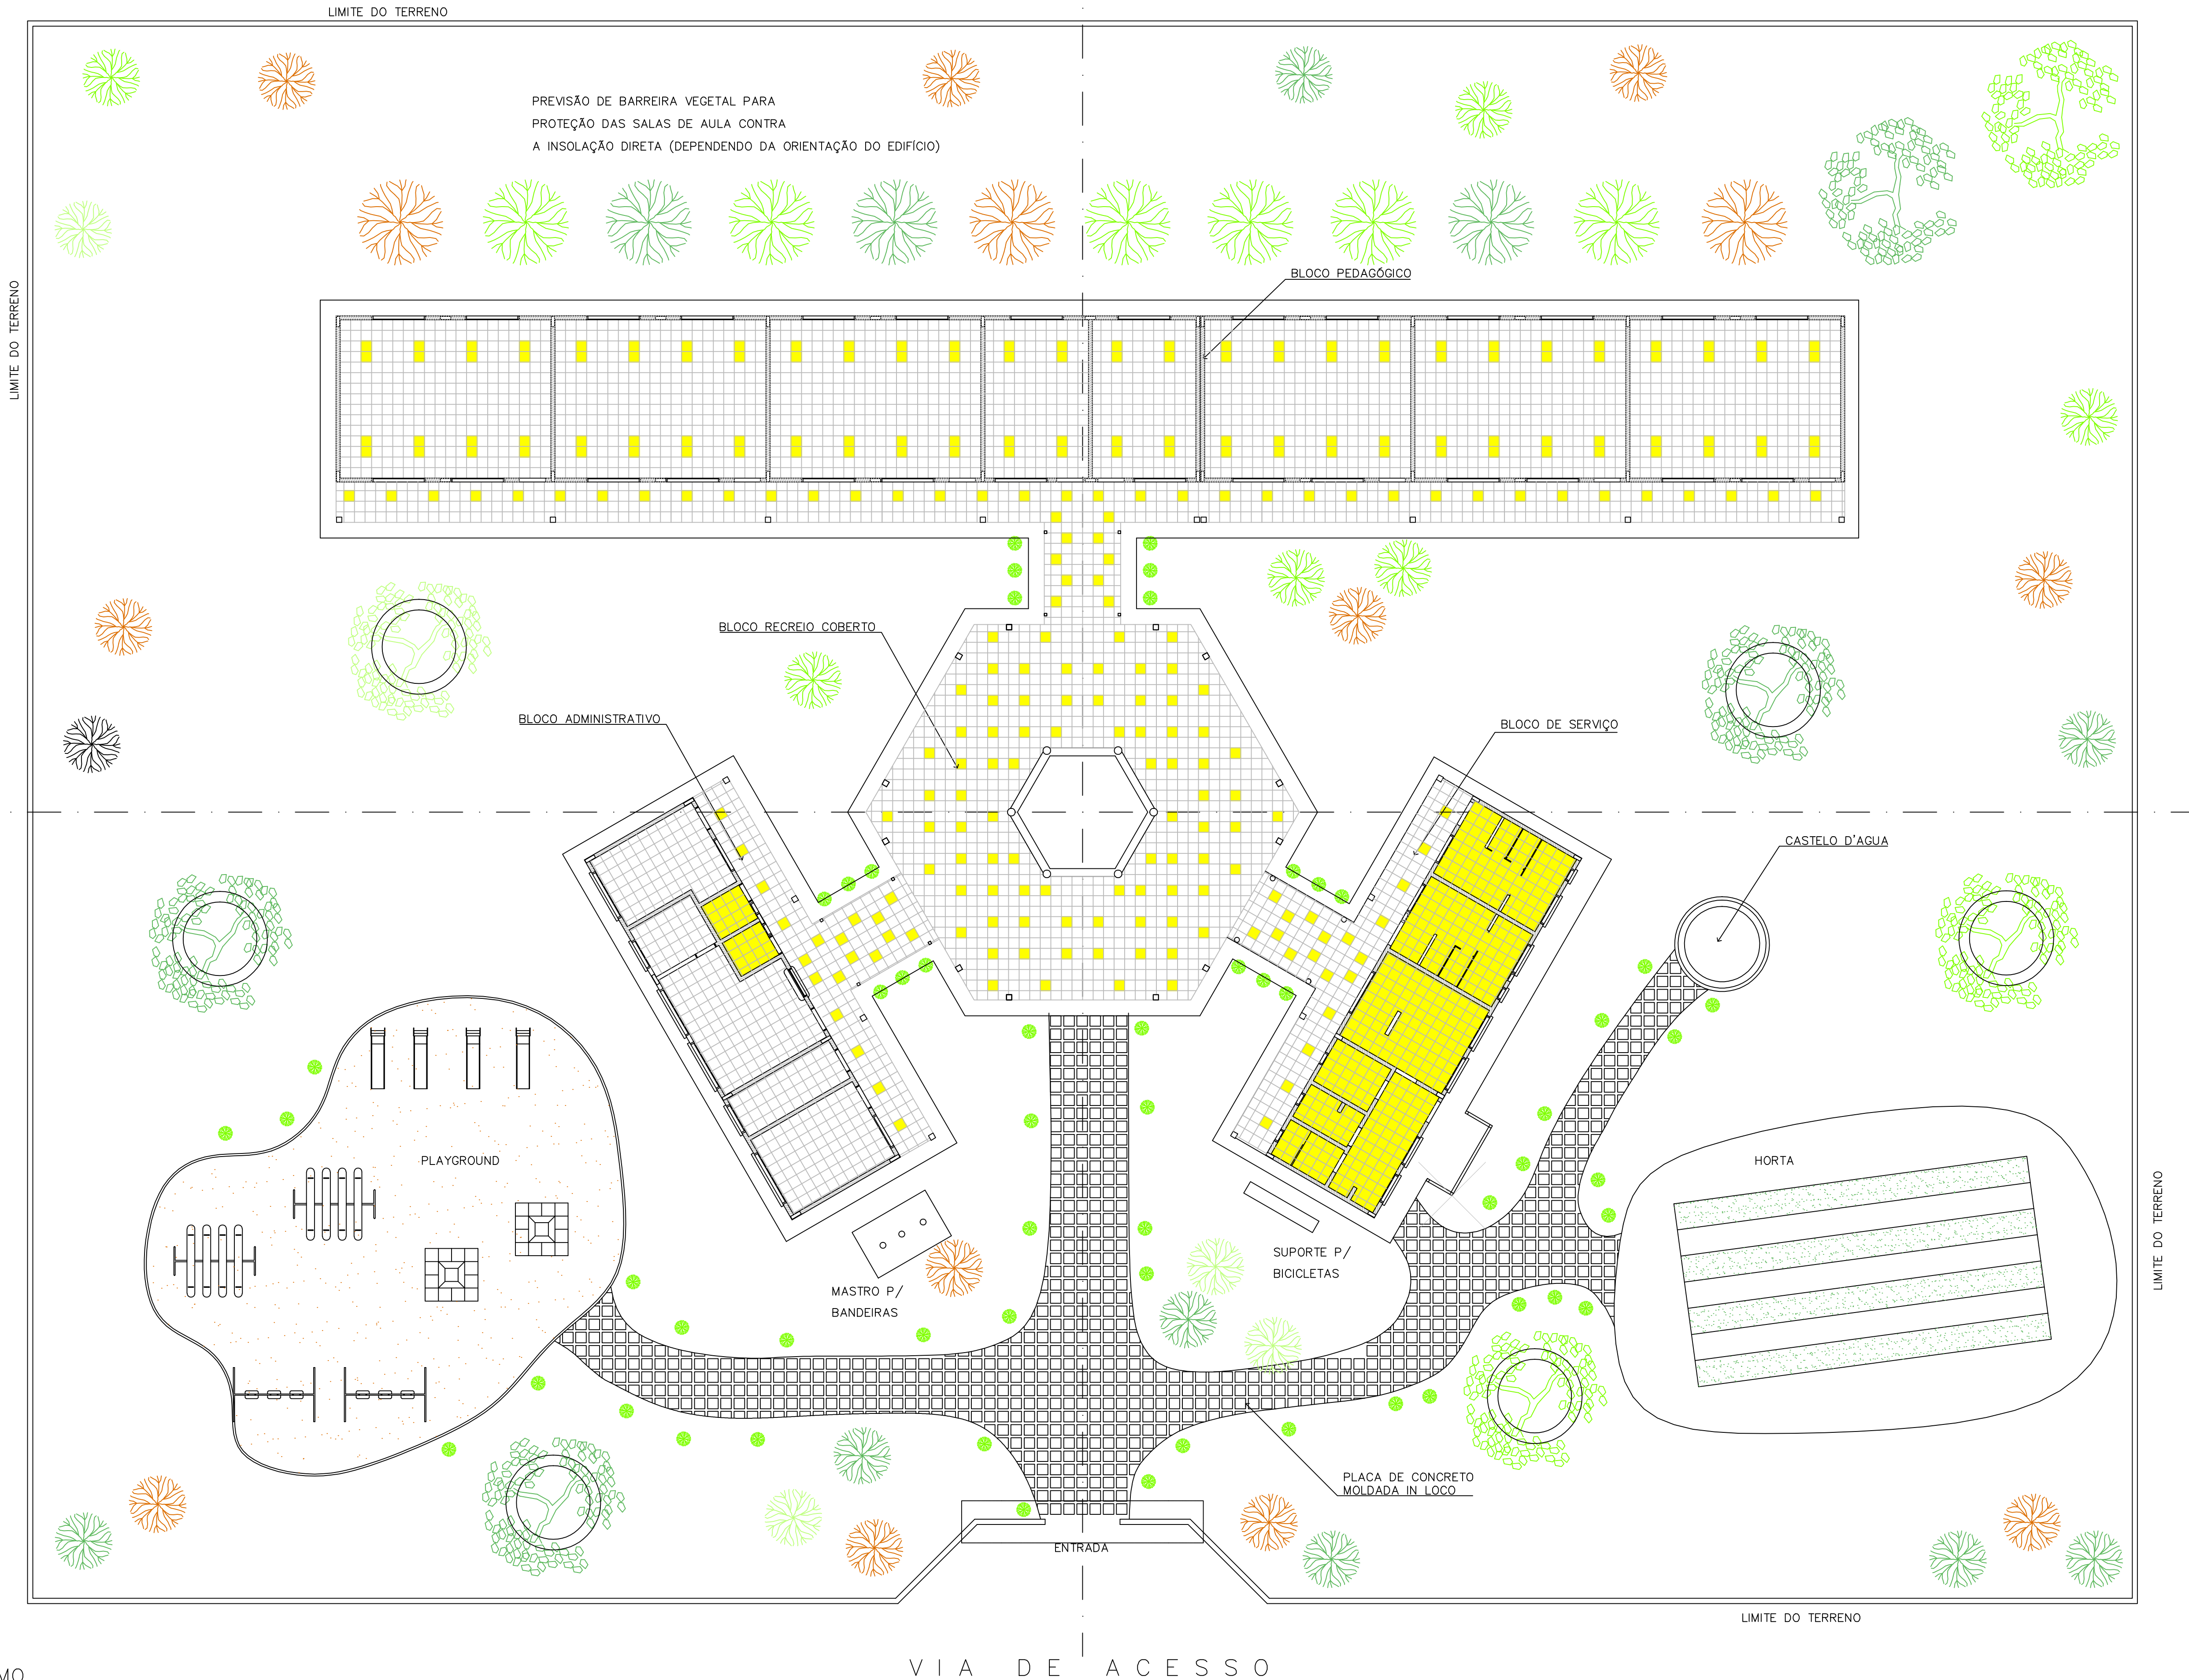 LIMITE DO TERRENO
PREVISÃO DE BARREIRA VEGETAL PARA
PROTEÇÃO DAS SALAS DE AULA CONTRA
A INSOLAÇÃO DIRETA (DEPENDENDO DA ORIENTAÇÃO DO EDIFÍCIO)
LIMITE DO TERRENO
BLOCO PEDAGÓGICO
BLOCO RECREIO COBERTO
BLOCO ADMINISTRATIVO
BLOCO DE SERVIÇO
CASTELO D'AGUA
PLAYGROUND
HORTA
LIMITE DO TERRENO
SUPORTE P/
BICICLETAS
MASTRO P/
BANDEIRAS
PLACA DE CONCRETO
MOLDADA IN LOCO
ENTRADA
LIMITE DO TERRENO
VIA DE ACESSO